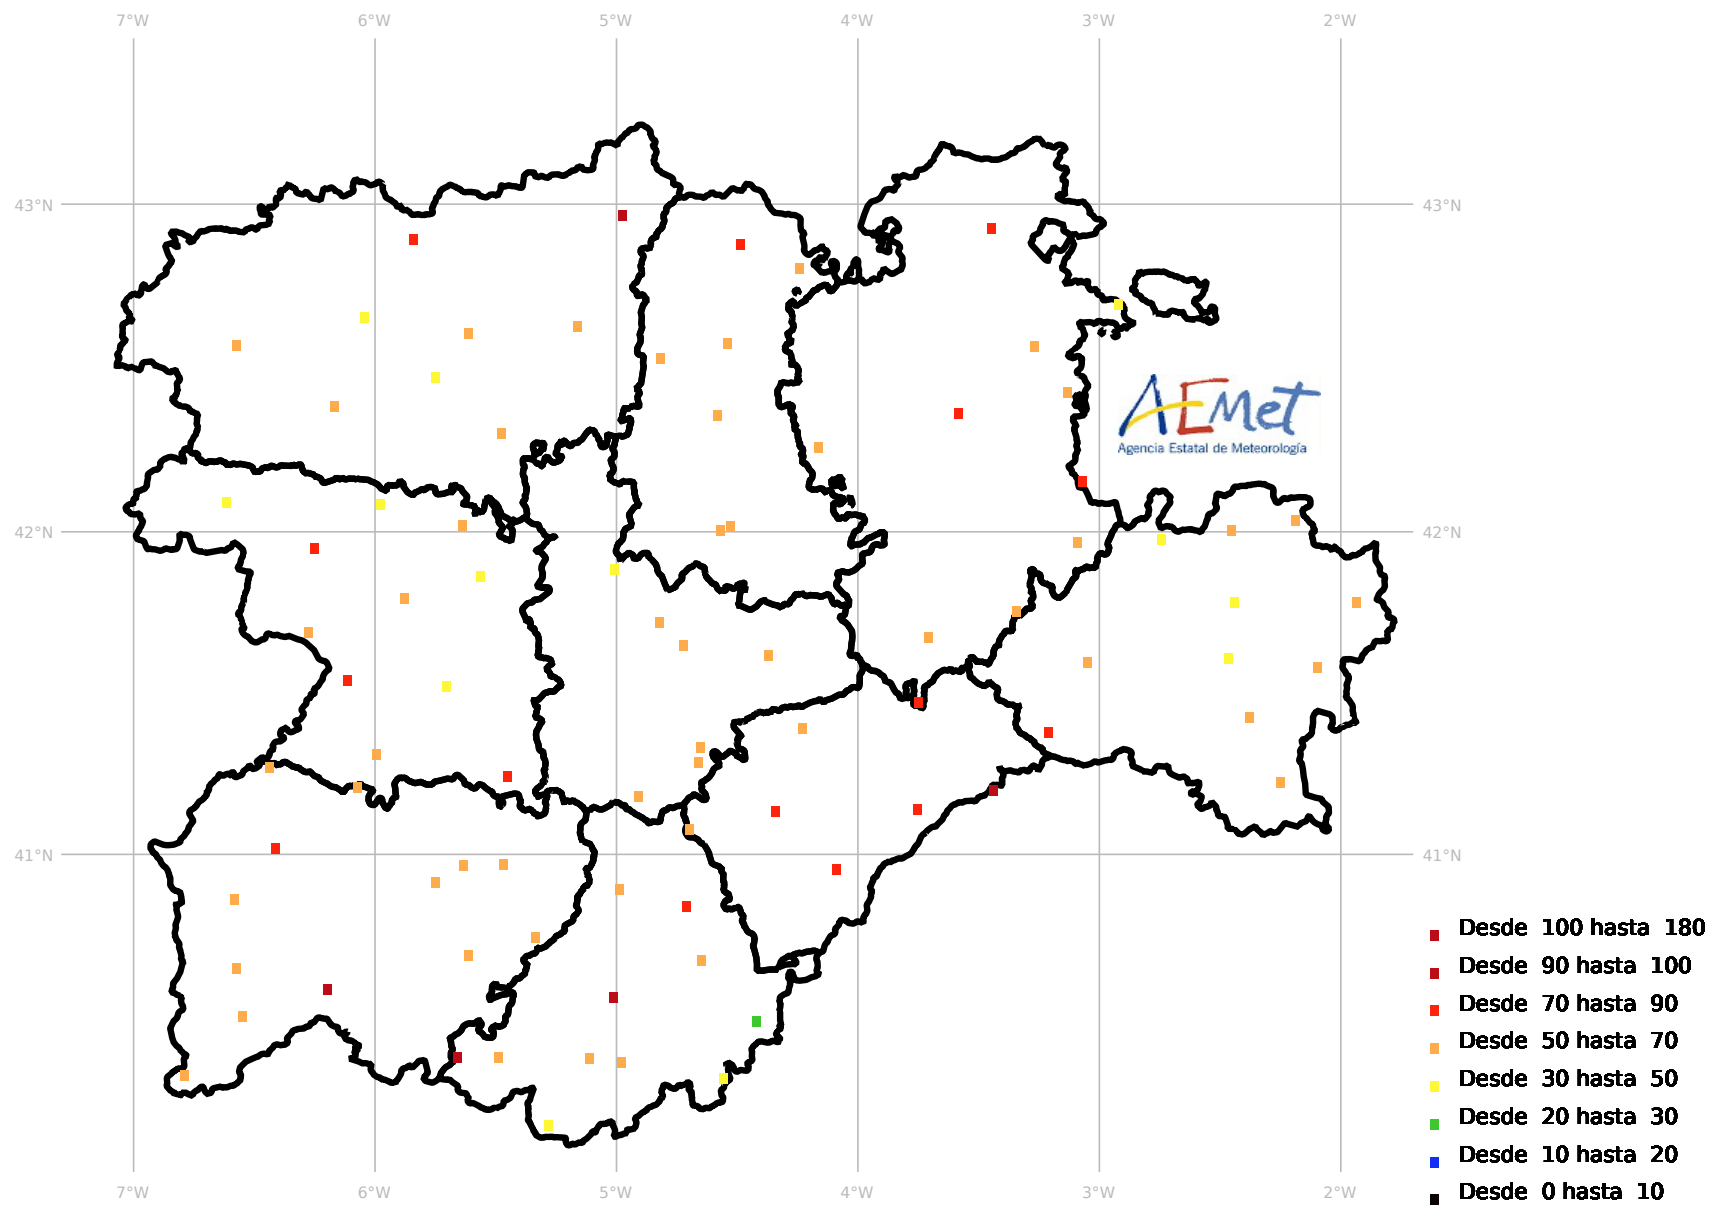 7°W 6°W 5°W 4°W 3°W 2°W
43°N 43°N
AEMet
Agencia Estatal de Meteorología
42°N 42°N
41°N 41°N
Desde 100 hasta 180
Desde 90 hasta 100
Desde 70 hasta 90
Desde 50 hasta 70
Desde 30 hasta 50
Desde 20 hasta 30
Desde 10 hasta 20
Desde 0 hasta 10
7°W 6°W 5°W 4°W 3°W 2°W